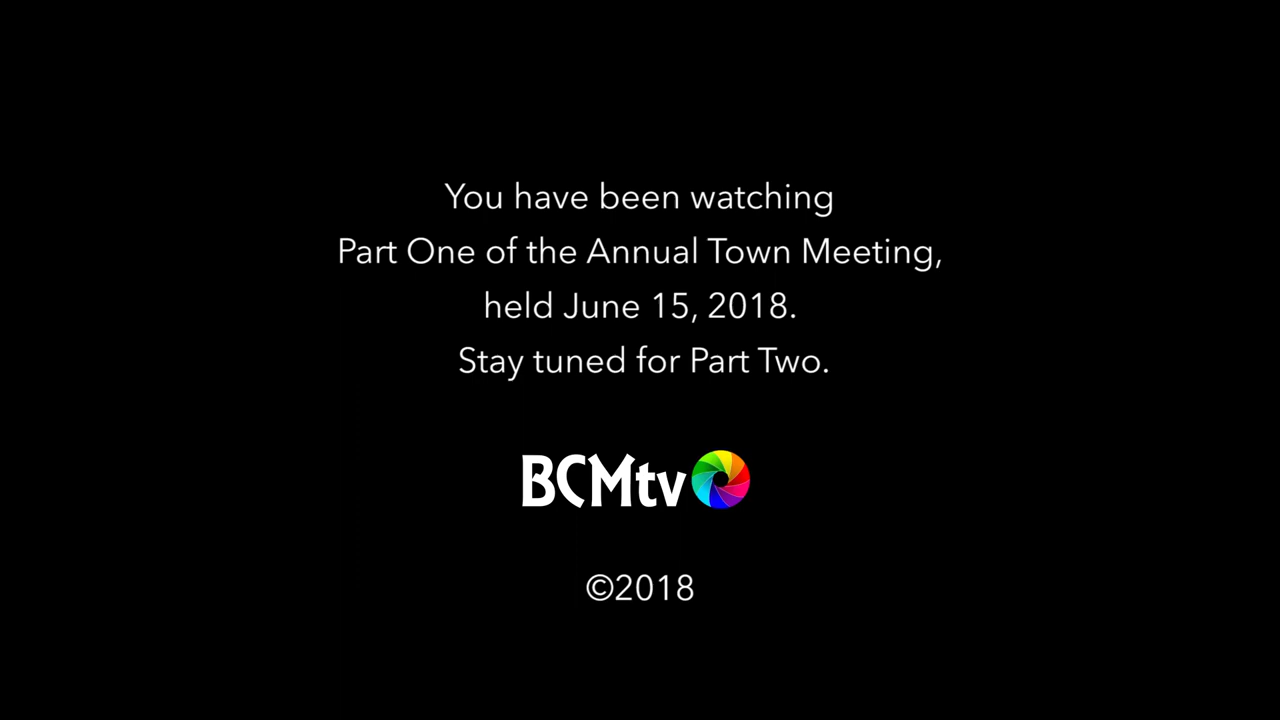 You have been watching
Part One of the Annual Town Meeting,
held June 15, 2018.
Stay tuned for Part Two.
BCMtv
©2018